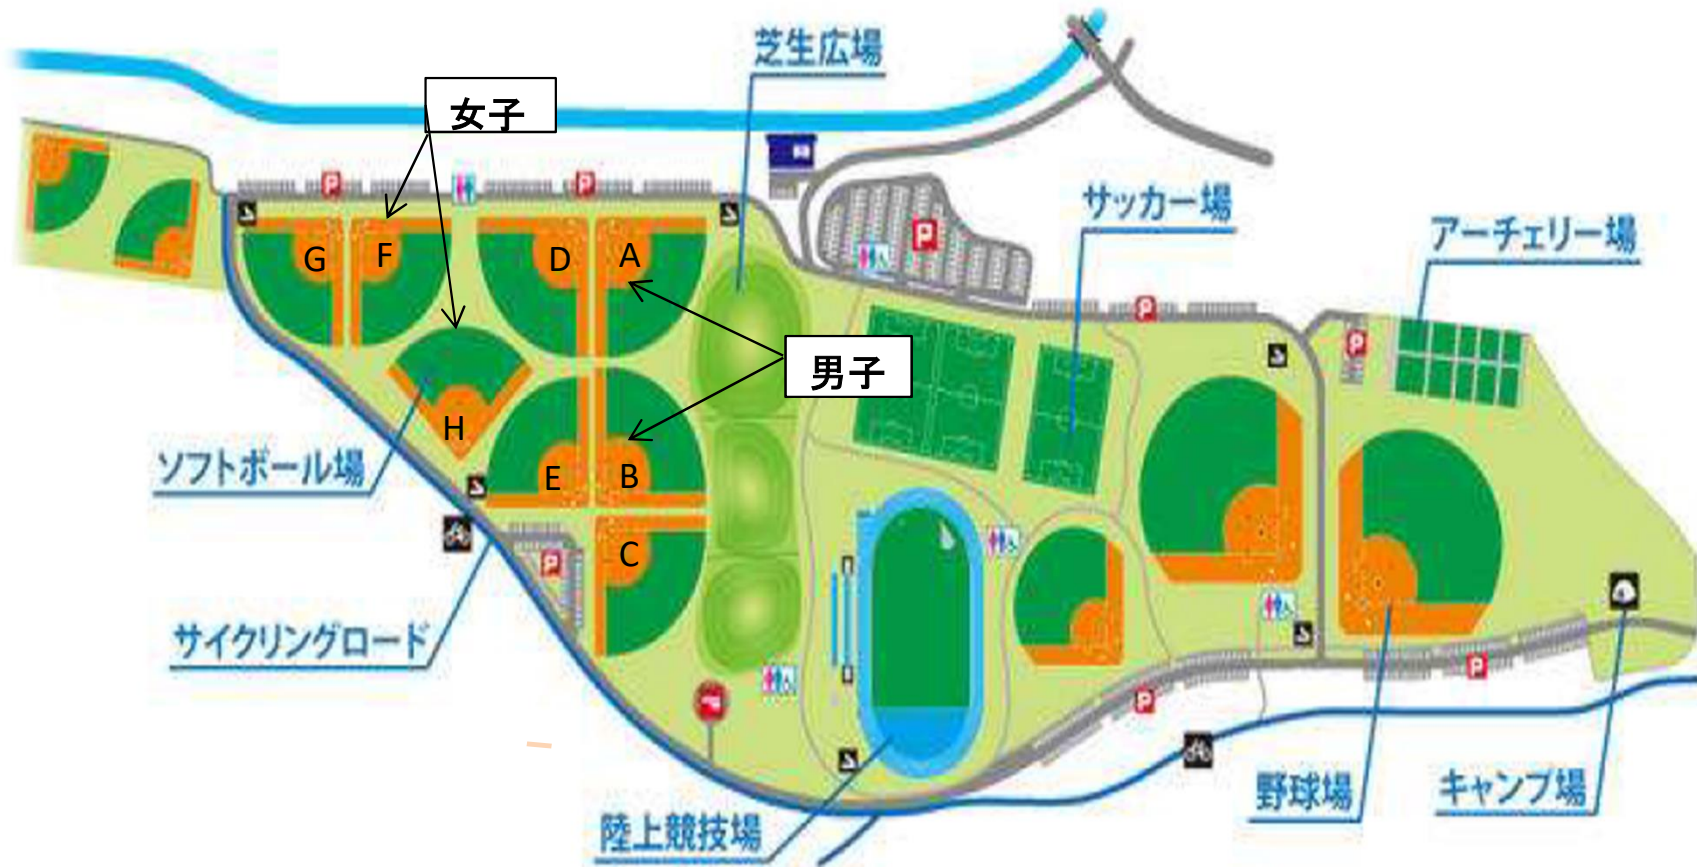 芝生広場
女子
サッカー場
P
P
アーチェリー場
P
G
F
D
A
P
P
男子
H
E
B
ソフトボール場
C
P
サイクリングロード
P
P
野球場
キャンプ場
陸上競技場